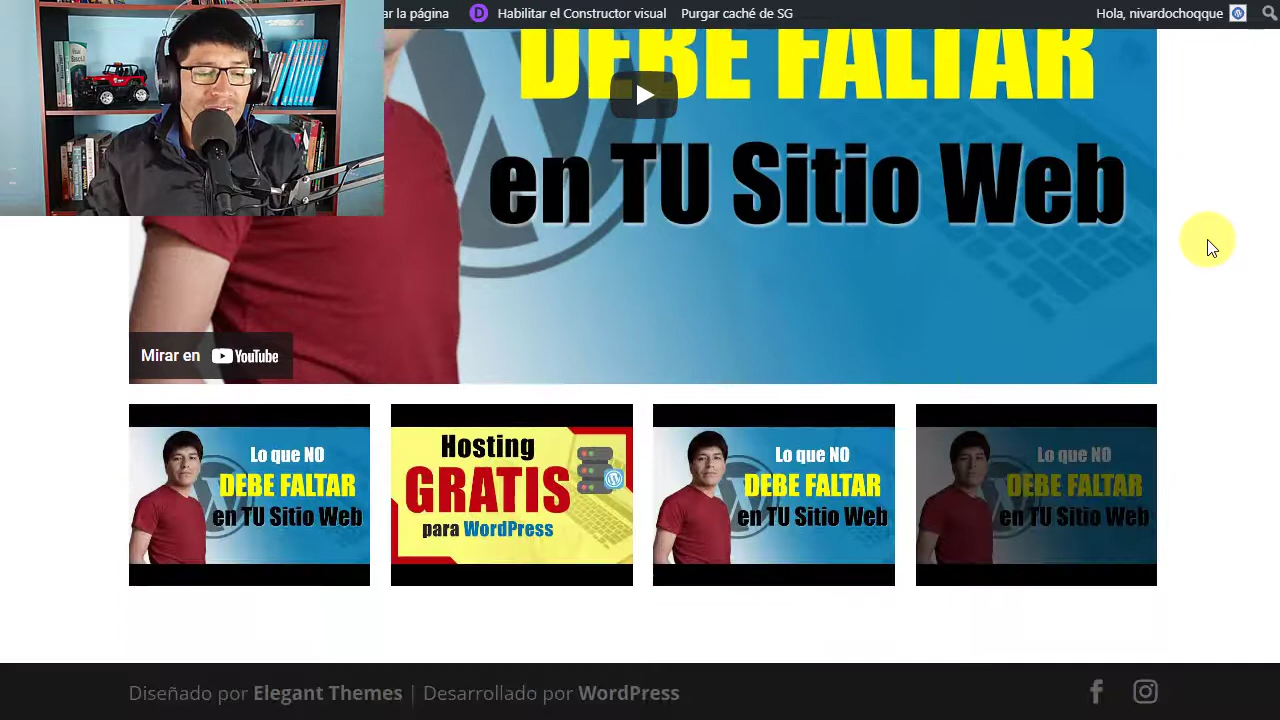 ar la página
Habilitar el Constructor visual
Purgar caché de SG
Hola, nivardochoqque
DEBE FALTAR
en TU Sitio Web
Mirar en YouTube
Lo que NO
DEBE FALTAR
en TU Sitio Web
Hosting
GRATIS
para WordPress
Lo que NO
DEBE FALTAR
en TU Sitio Web
Lo que NO
DEBE FALTAR
en TU Sitio Web
Diseñado por Elegant Themes | Desarrollado por WordPress